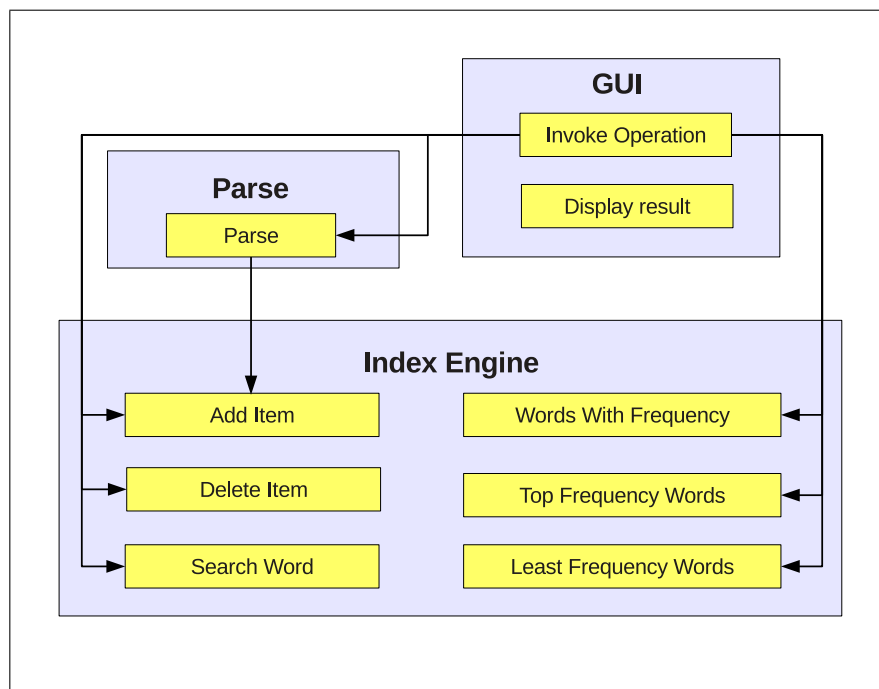 GUI
Invoke Operation
Display result
Parse
Parse
Index Engine
Add Item
Delete Item
Search Word
Words With Frequency
Top Frequency Words
Least Frequency Words